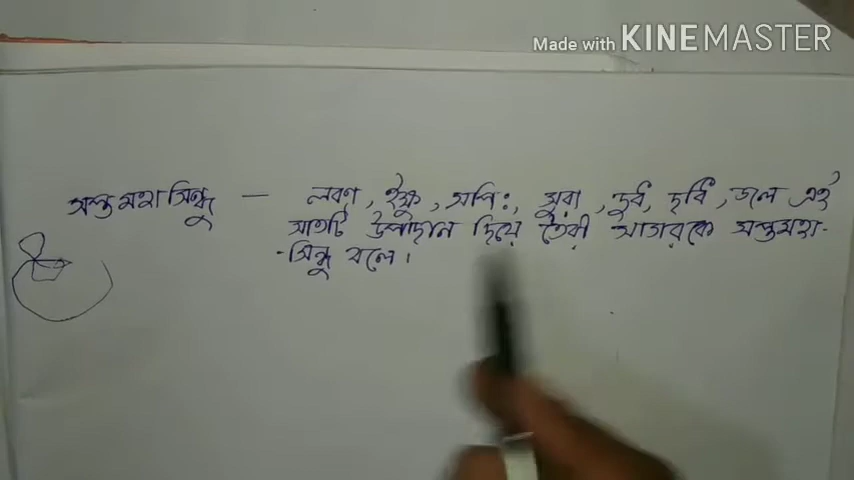 Made with KINEMASTER
সপ্তমহাসিন্ধু — লবণ, ইক্ষু, সর্পি:, সুরা, দুর্ব, দধি, জল এই
সাতটি উপাদান দিয়ে তৈরী সাগরকে সপ্তমহা-
-সিন্ধু বলে।